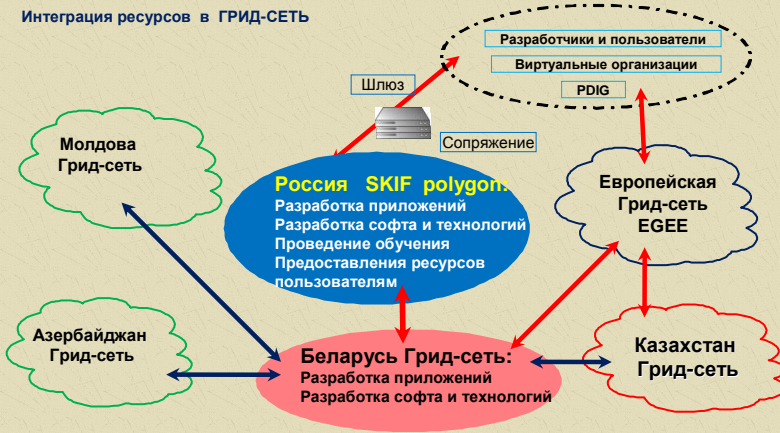 Интеграция ресурсов в ГРИД-СЕТЬ
Разработчики и пользователи
Виртуальные организации
PDIG
Шлюз
Сопряжение
Молдова
Грид-сеть
Россия SKIF polygon:
Разработка приложений
Разработка софта и технологий
Проведение обучения
Предоставления ресурсов
пользователям
Европейская
Грид-сеть
EGEE
Азербайджан
Грид-сеть
Беларусь Грид-сеть:
Разработка приложений
Разработка софта и технологий
Казахстан
Грид-сеть